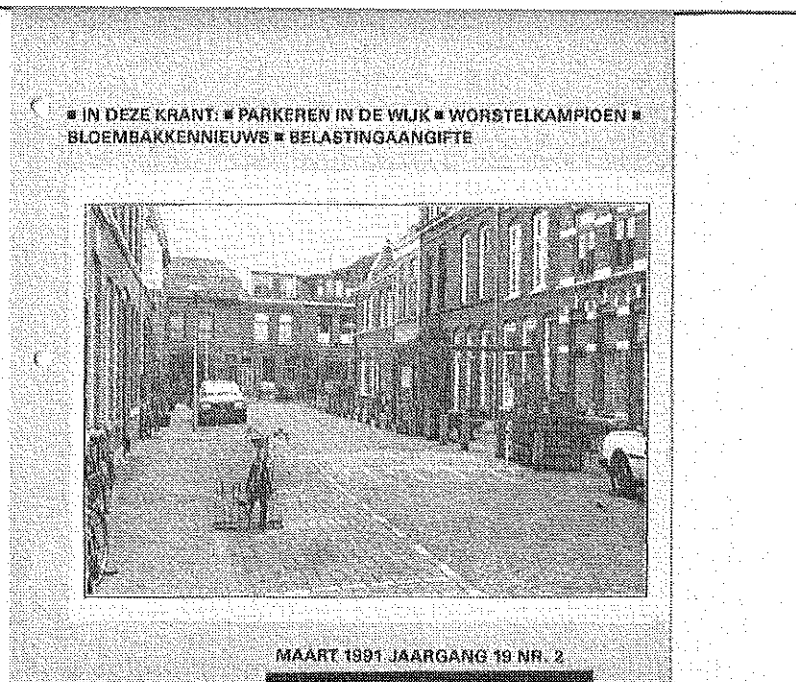 ■ IN DEZE KRANT: ■ PARKEREN IN DE WIJK ■ WORSTELKAMPIOEN ■
BLOEMBAKKENNIEUWS ■ BELASTINGAANGIFTE
MAART 1991 JAARGANG 19 NR. 2